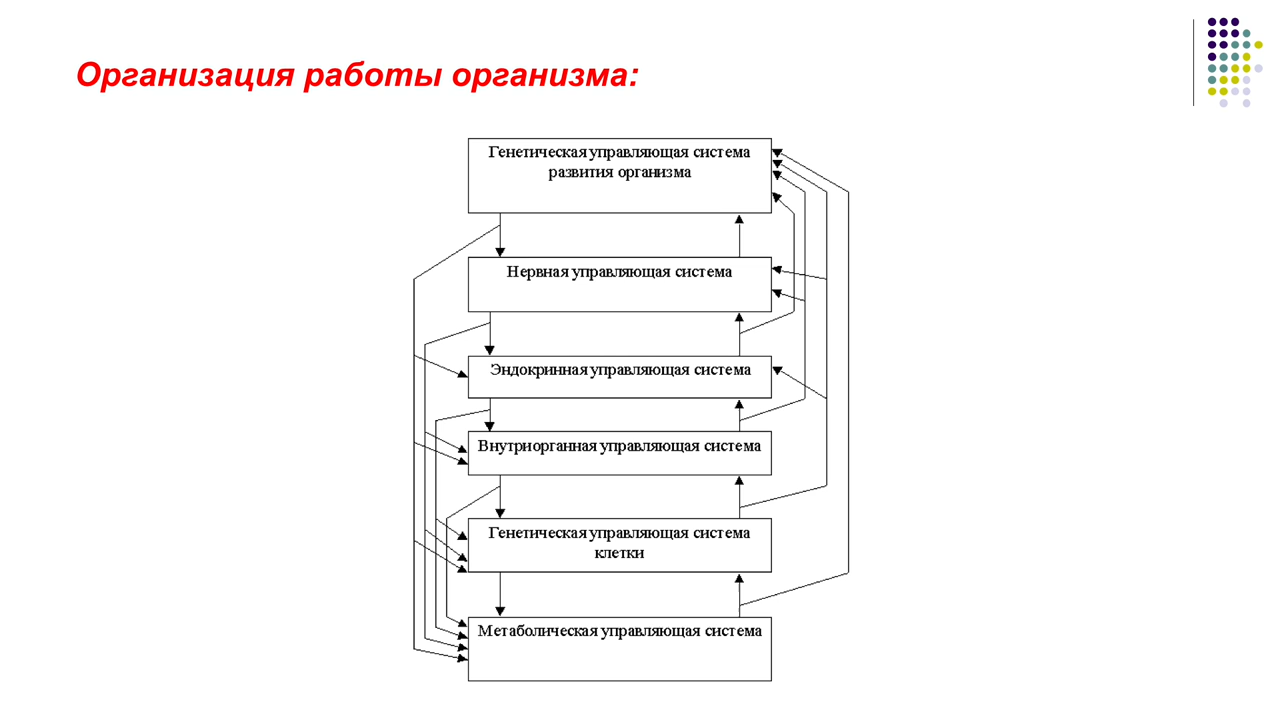 Организация работы организма:
Генетическая управляющая система
развития организма
Нервная управляющая система
Эндокринная управляющая система
Внутриорганная управляющая система
Генетическая управляющая система
клетки
Метаболическая управляющая система